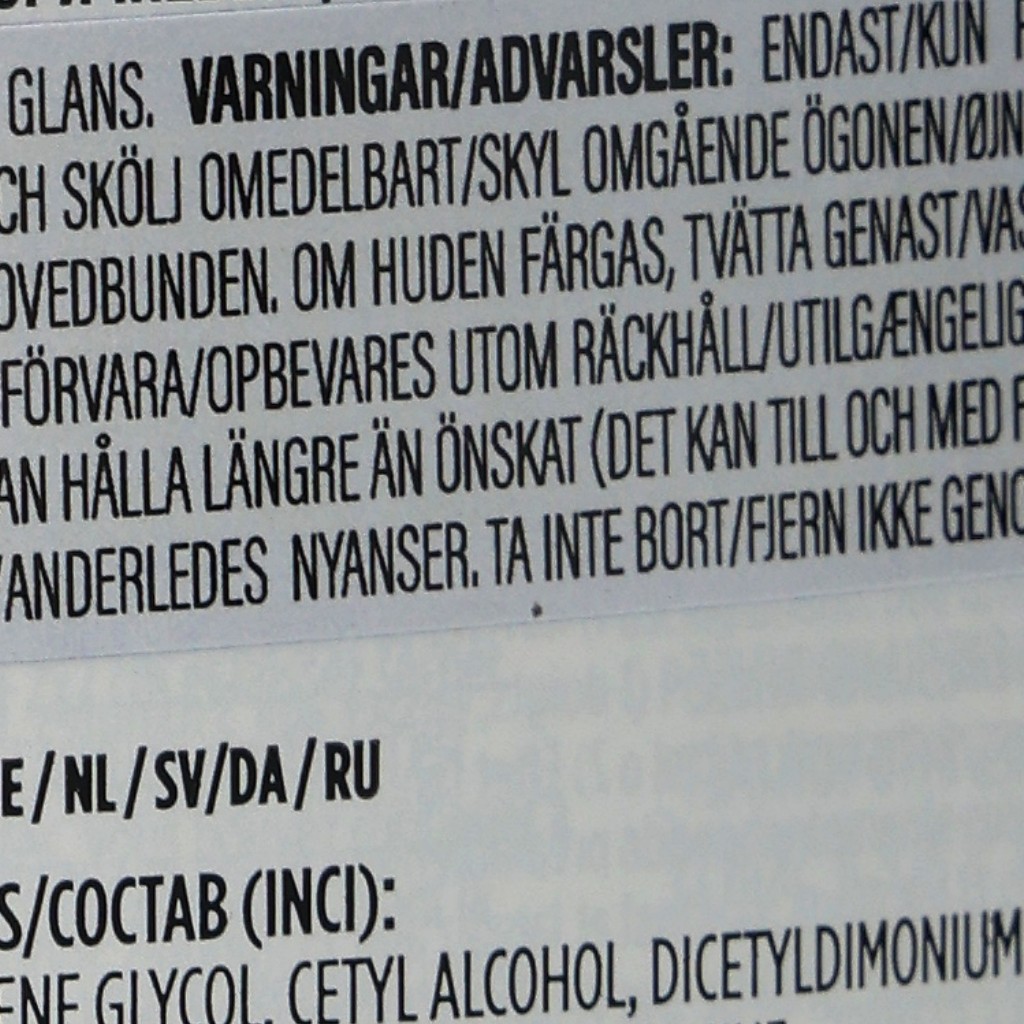 GLANS. VARNINGAR/ADVARSLER: ENDAST/KUN
SKÖLJ OMEDELBART/SKYL OMGÅENDE ÖGONEN/ØJN
OVEDBUNDEN. OM HUDEN FÄRGAS, TVÄTTA GENAST/VAS
FÖRVARA/OPBEVARES UTOM RÄCKHÅLL/UTILGÆNGELIG
AN HÅLLA LÄNGRE ÄN ÖNSKAT (DET KAN TILL OCH MED F
/ANDERLEDES NYANSER. TA INTE BORT/FJERN IKKE GENO
E/NL/SV/DA/RU
S/COCTAB (INCI):
ENE GLYCOL, CETYL ALCOHOL, DICETYLDIMONIUM